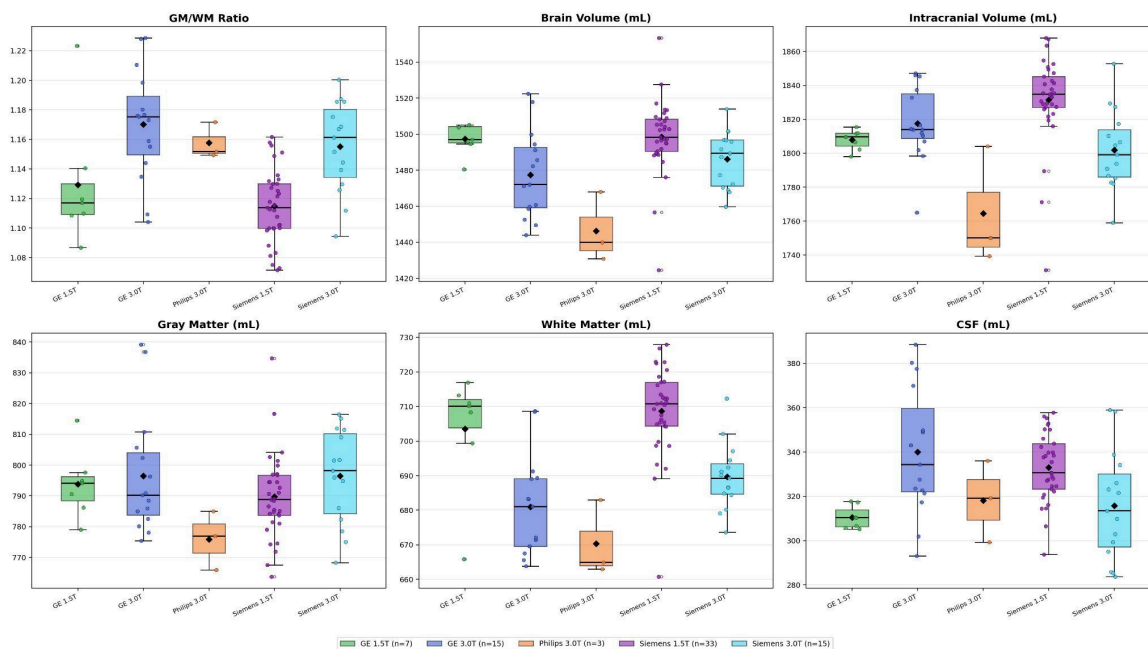 GM/WM Ratio
1.22
1.20
1.18
1.16
1.14
1.12
1.10
1.08
GE 1.5T
GE 3.0T
Philips 3.0T
Siemens 1.5T
Siemens 3.0T
Brain Volume (mL)
1540
1520
1500
1480
1460
1440
1420
GE 1.5T
GE 3.0T
Philips 3.0T
Siemens 1.5T
Siemens 3.0T
Intracranial Volume (mL)
1860
1840
1820
1800
1780
1760
1740
GE 1.5T
GE 3.0T
Philips 3.0T
Siemens 1.5T
Siemens 3.0T
Gray Matter (mL)
840
830
820
810
800
790
780
770
GE 1.5T
GE 3.0T
Philips 3.0T
Siemens 1.5T
Siemens 3.0T
White Matter (mL)
730
720
710
700
690
680
670
660
GE 1.5T
GE 3.0T
Philips 3.0T
Siemens 1.5T
Siemens 3.0T
CSF (mL)
380
360
340
320
300
280
GE 1.5T
GE 3.0T
Philips 3.0T
Siemens 1.5T
Siemens 3.0T
GE 1.5T (n=7) GE 3.0T (n=15) Philips 3.0T (n=3) Siemens 1.5T (n=33) Siemens 3.0T (n=15)